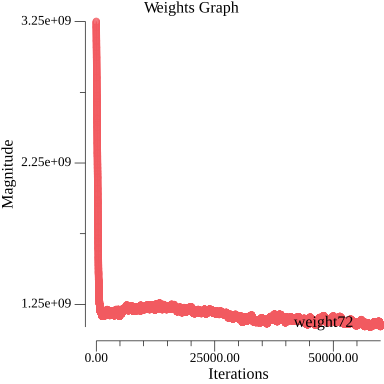 Weights Graph
3.25e+09
2.25e+09
1.25e+09
Magnitude
weight72
0.00 25000.00 50000.00
Iterations